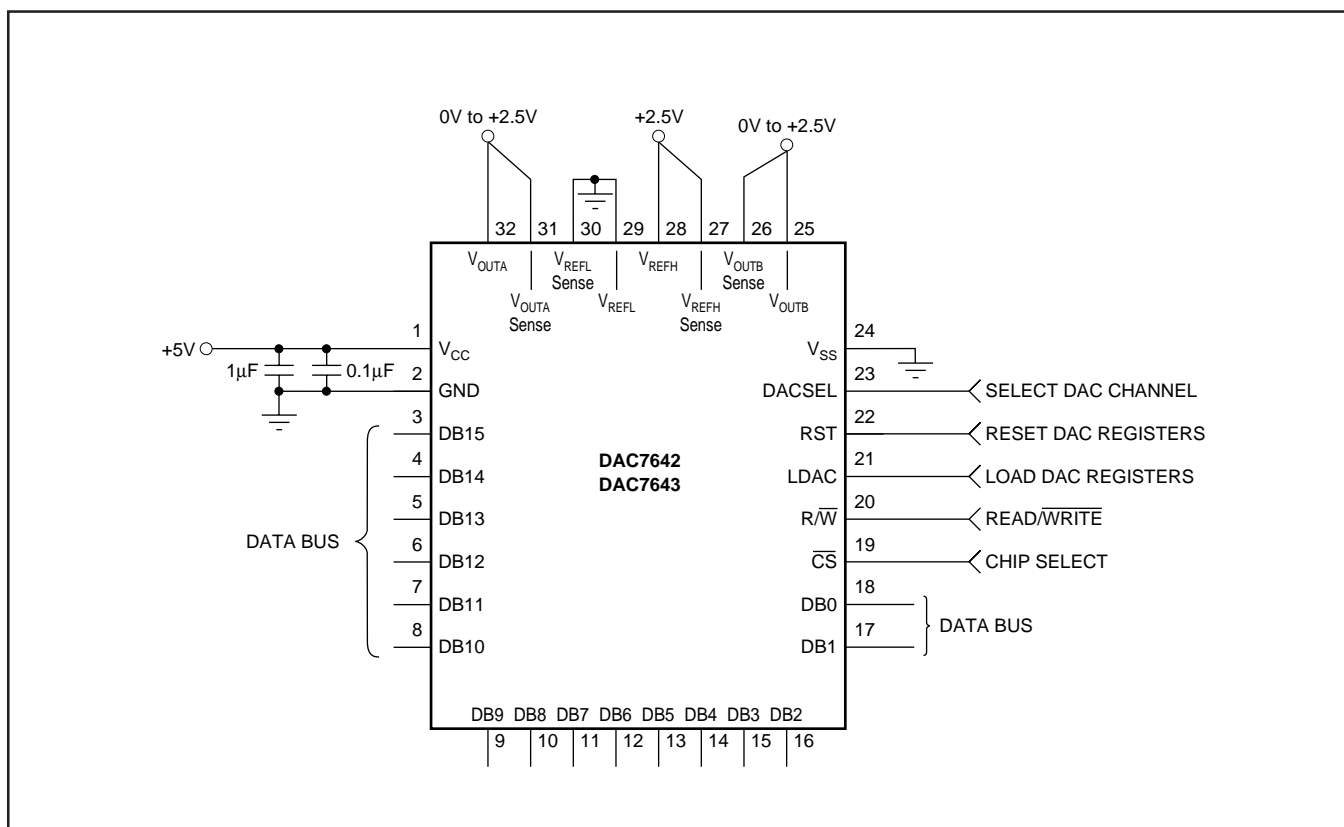 0V to +2.5V
+2.5V
0V to +2.5V
32 31 30 29 28 27 26 25
VOUTA
VOUTA Sense
VREFL Sense
VREFL
VREFH
VREFH Sense
VOUTB Sense
VOUTB
+5V
1µF
0.1µF
1 VCC
2 GND
3 DB15
4 DB14
5 DB13
6 DB12
7 DB11
8 DB10
DATA BUS
DAC7642
DAC7643
24 VSS
23 DACSEL SELECT DAC CHANNEL
22 RST RESET DAC REGISTERS
21 LDAC LOAD DAC REGISTERS
20 R/W̅ READ/W̅R̅I̅T̅E̅
19 C̅S̅ CHIP SELECT
18 DB0
17 DB1
DATA BUS
DB9 DB8 DB7 DB6 DB5 DB4 DB3 DB2
9 10 11 12 13 14 15 16